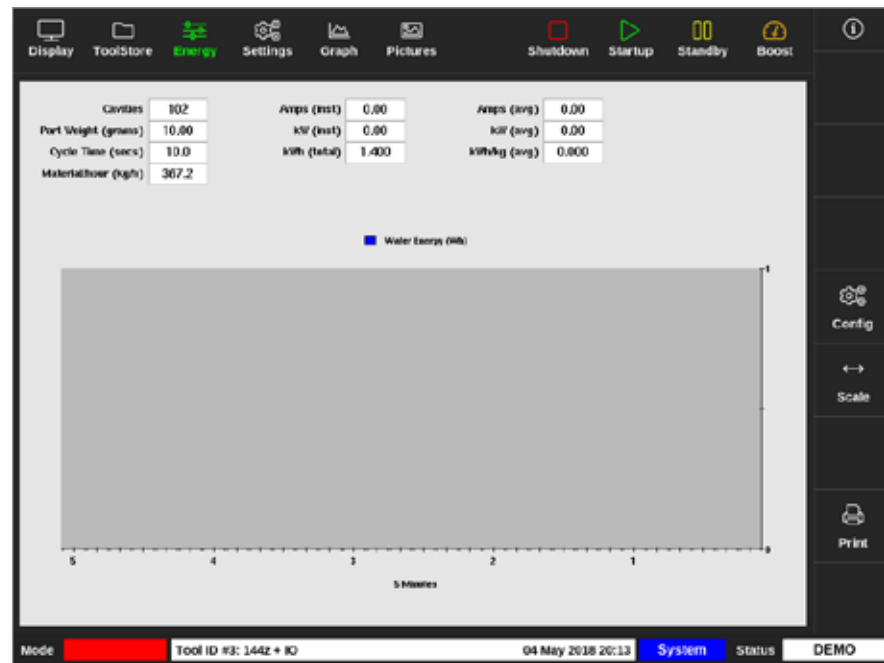 Display ToolStore Energy Settings Graph Pictures Shutdown Startup Standby Boost
Cavities 102 Amps (inst) 0.00 Amps (avg) 0.00
Part Weight (grams) 10.00 kW (inst) 0.00 kW (avg) 0.00
Cycle Time (secs) 10.0 kWh (total) 1.400 kWh/kg (avg) 0.000
Material/hour (kg/h) 367.2
Water Energy (Wh)
1
Config
Scale
Print
0
5 4 3 2 1
5 Minutes
Mode Tool ID #3: 144z + IO 04 May 2018 20:13 System Status DEMO